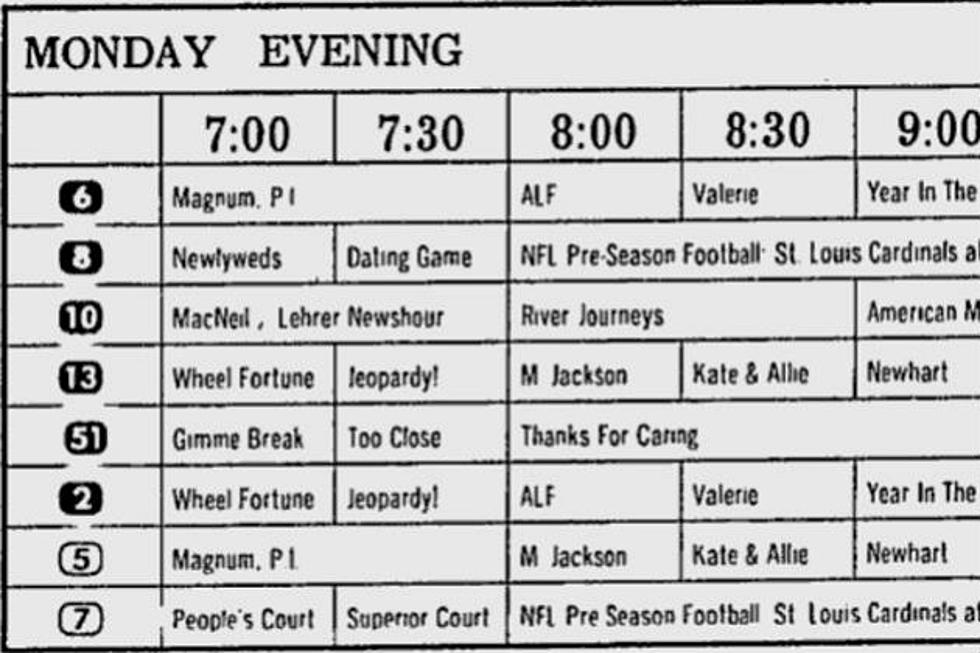 MONDAY EVENING
7:00 7:30 8:00 8:30 9:00
6 Magnum, P I ALF Valerie Year In The
8 Newlyweds Dating Game NFL Pre-Season Football: St. Louis Cardinals
10 MacNeil, Lehrer Newshour River Journeys American
13 Wheel Fortune Jeopardy! M Jackson Kate & Allie Newhart
51 Gimme Break Too Close Thanks For Caring
2 Wheel Fortune Jeopardy! ALF Valerie Year In The
5 Magnum, P I. M Jackson Kate & Allie Newhart
7 People's Court Superior Court NFL Pre Season Football St Louis Cardinals